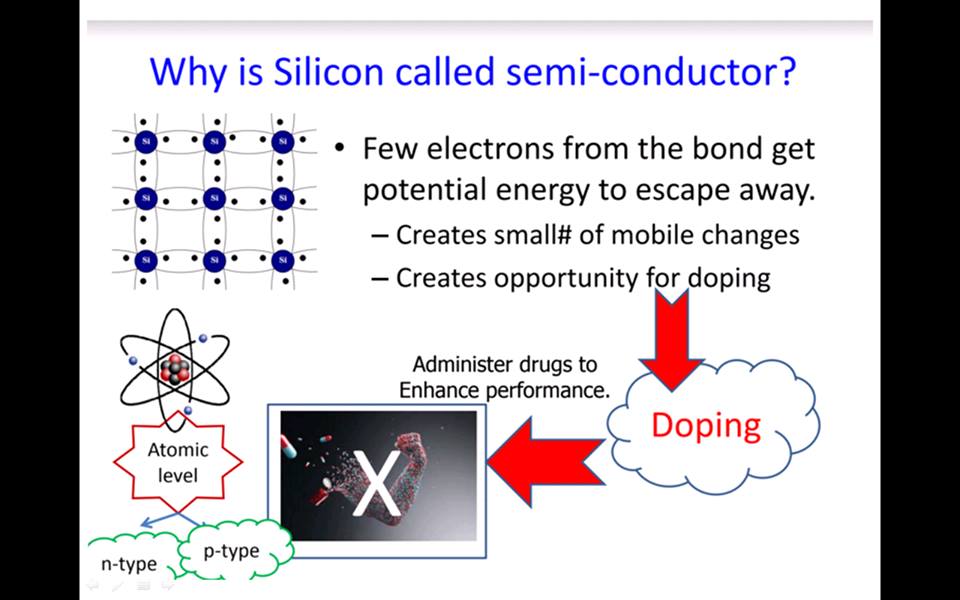 Why is Silicon called semi-conductor?
Si Si Si
Si Si Si
Si Si Si
• Few electrons from the bond get
potential energy to escape away.
– Creates small# of mobile changes
– Creates opportunity for doping
Administer drugs to
Enhance performance.
Doping
X
Atomic
level
n-type
p-type